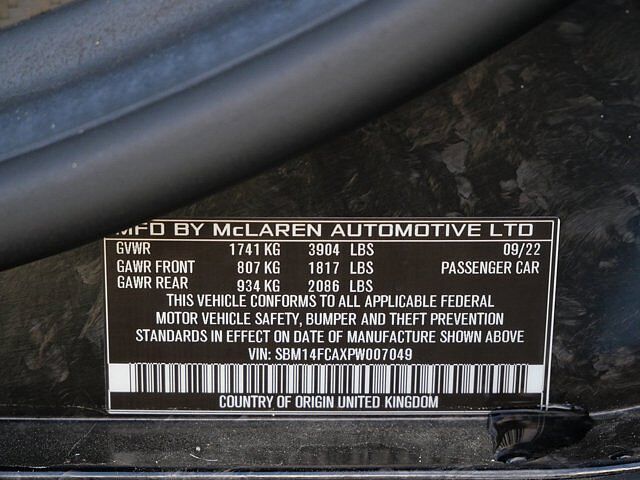 MFD BY McLAREN AUTOMOTIVE LTD
GVWR 1741 KG 3904 LBS 09/22
GAWR FRONT 807 KG 1817 LBS PASSENGER CAR
GAWR REAR 934 KG 2086 LBS
THIS VEHICLE CONFORMS TO ALL APPLICABLE FEDERAL
MOTOR VEHICLE SAFETY, BUMPER AND THEFT PREVENTION
STANDARDS IN EFFECT ON DATE OF MANUFACTURE SHOWN ABOVE
VIN: SBM14FCAXPW007049
COUNTRY OF ORIGIN UNITED KINGDOM